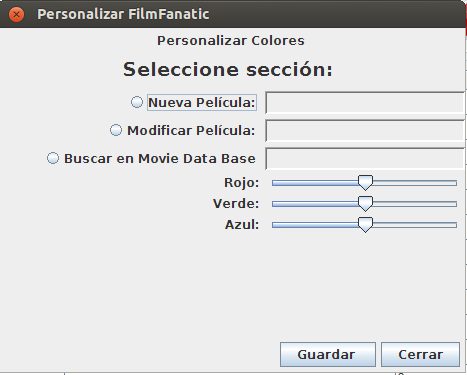 Personalizar FilmFanatic
Personalizar Colores
Seleccione sección:
Nueva Película:
Modificar Película:
Buscar en Movie Data Base
Rojo:
Verde:
Azul:
Guardar Cerrar